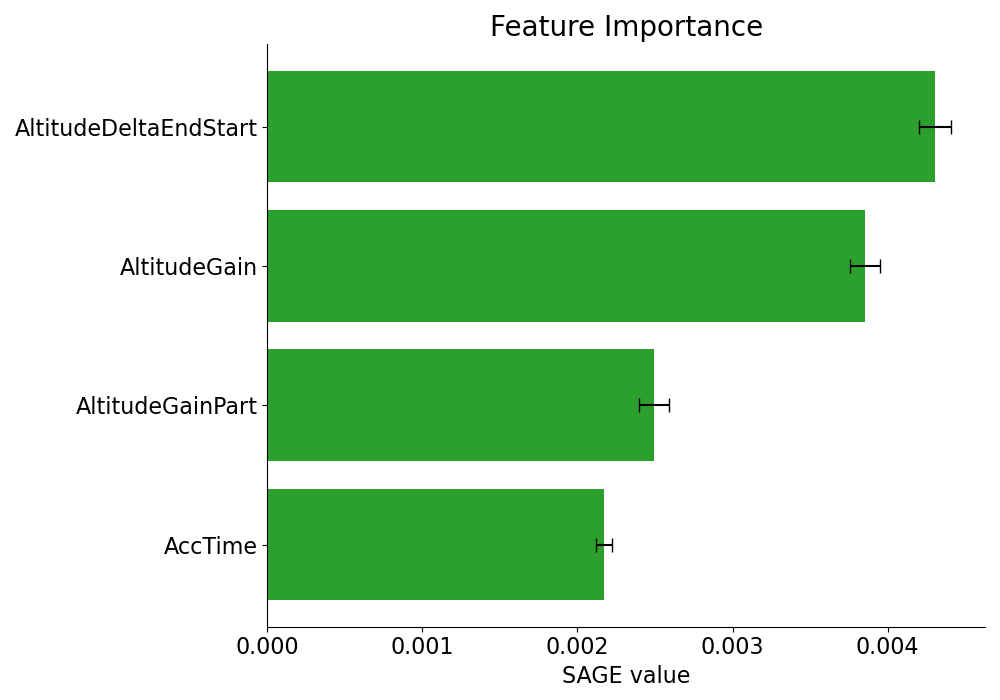 Feature Importance
AltitudeDeltaEndStart
AltitudeGain
AltitudeGainPart
AccTime
0.000 0.001 0.002 0.003 0.004
SAGE value